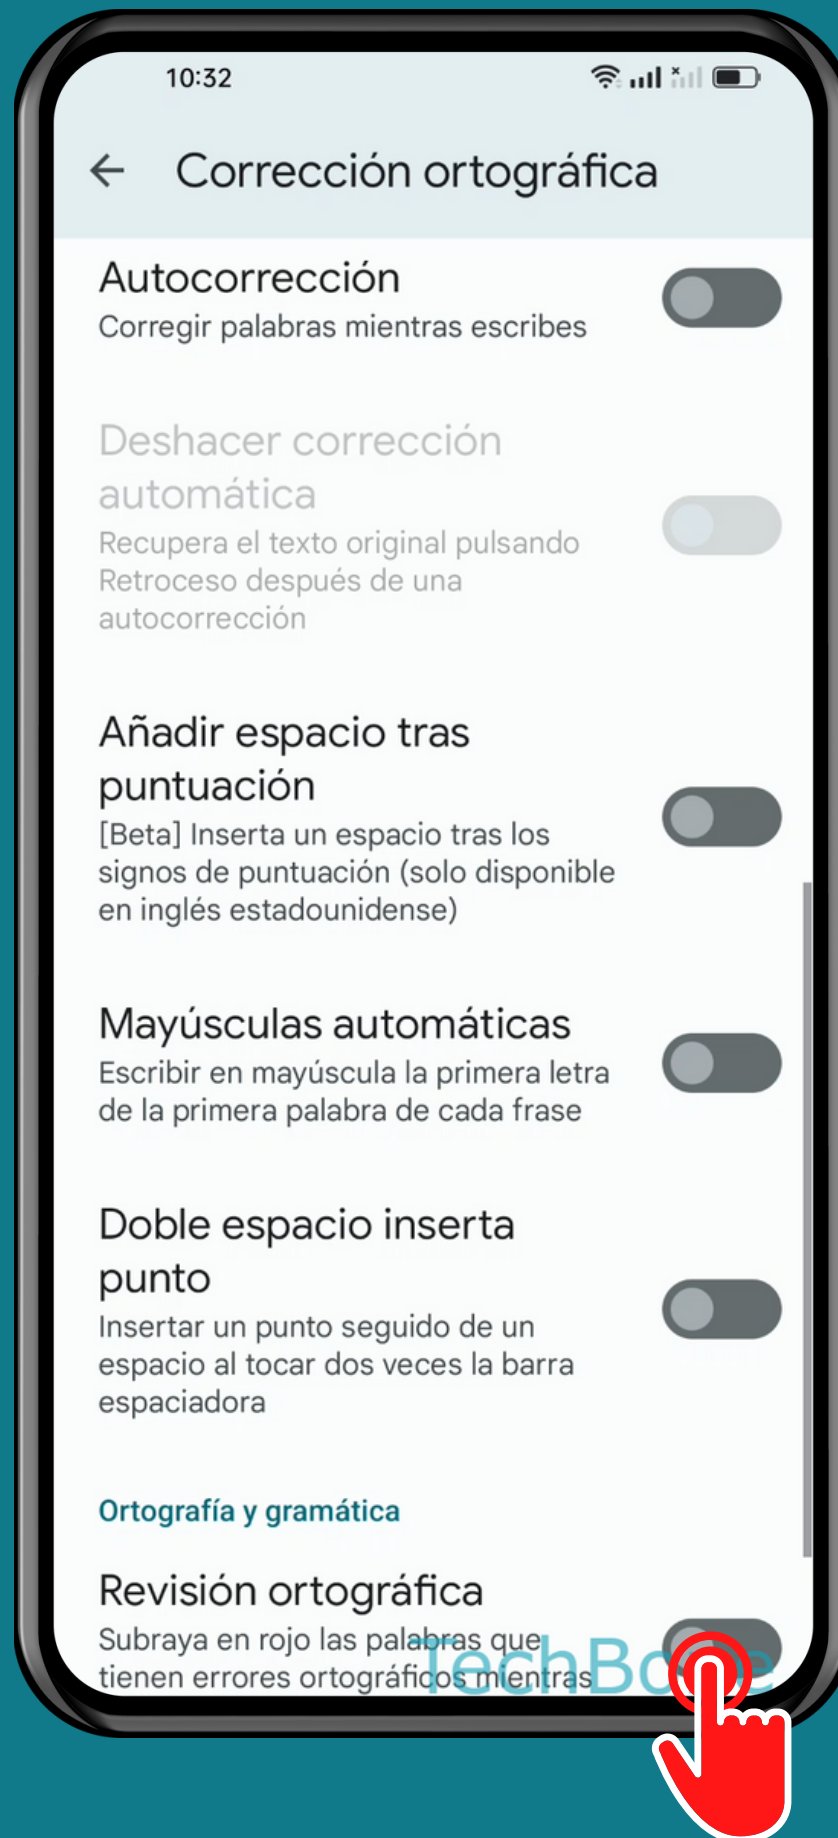 10:32
Corrección ortográfica
Autocorrección
Corregir palabras mientras escribes
Deshacer corrección
automática
Recupera el texto original pulsando
Retroceso después de una
autocorrección
Añadir espacio tras
puntuación
[Beta] Inserta un espacio tras los
signos de puntuación (solo disponible
en inglés estadounidense)
Mayúsculas automáticas
Escribir en mayúscula la primera letra
de la primera palabra de cada frase
Doble espacio inserta
punto
Insertar un punto seguido de un
espacio al tocar dos veces la barra
espaciadora
Ortografía y gramática
Revisión ortográfica
Subraya en rojo las palabras que
tienen errores ortográficos mientras